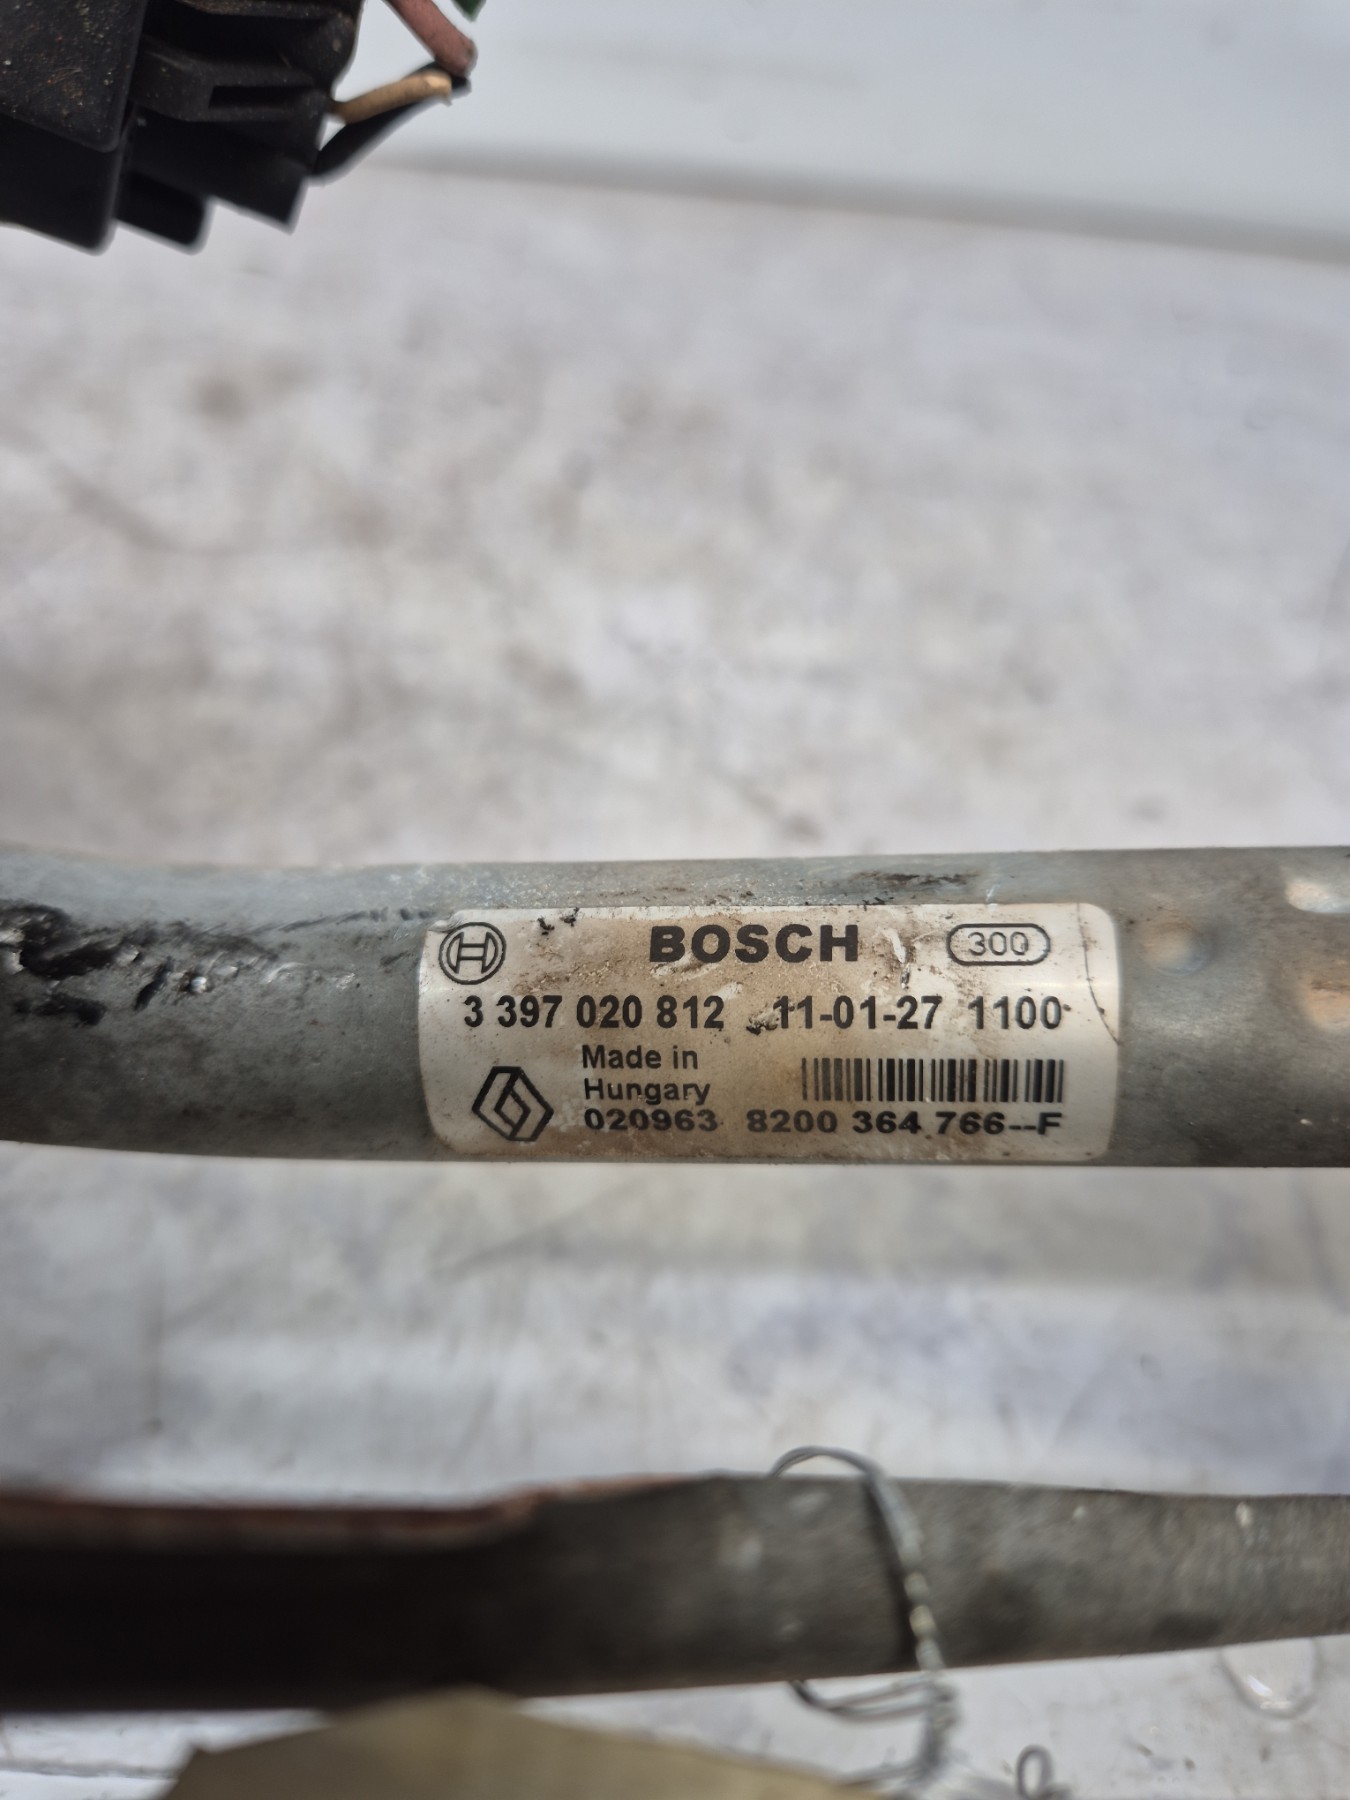 BOSCH 300
3 397 020 812 11-01-27 1100
Made in
Hungary
020963 8200 364 766--F